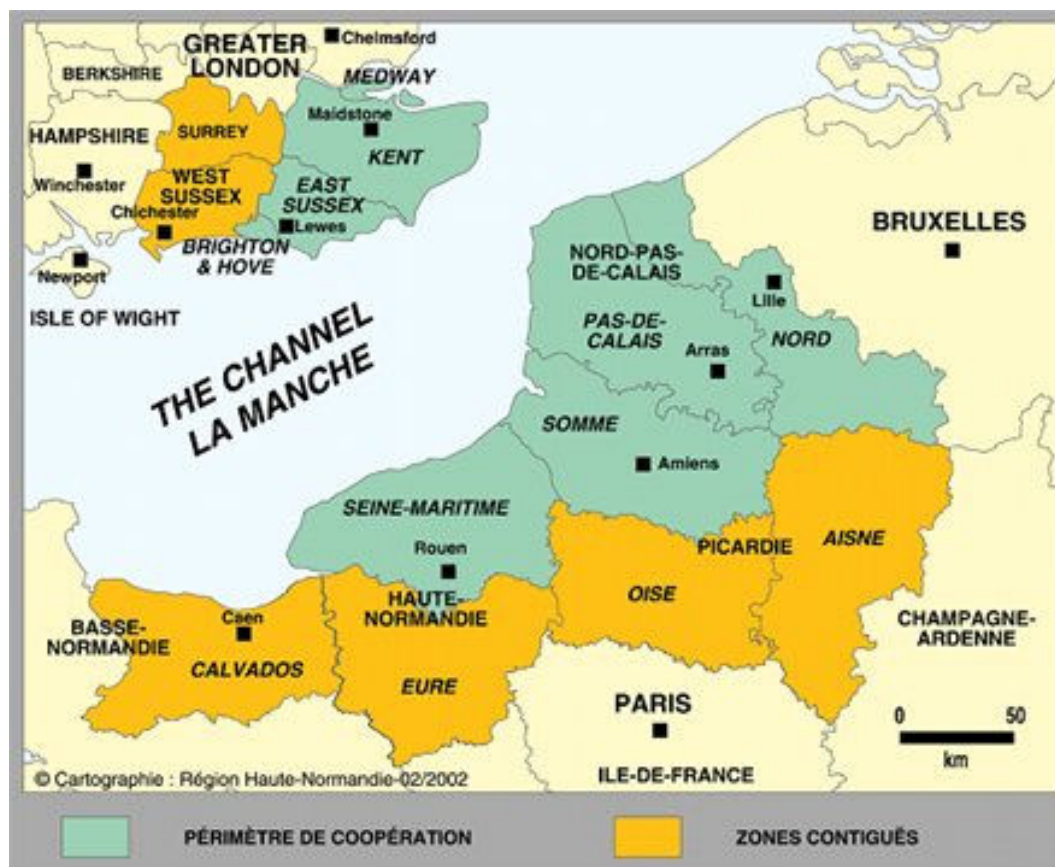 GREATER
LONDON
Chelmsford
BERKSHIRE
MEDWAY
Maidstone
HAMPSHIRE
SURREY
KENT
Winchester
WEST
SUSSEX
EAST
SUSSEX
Chichester
Lewes
BRIGHTON
& HOVE
Newport
ISLE OF WIGHT
BRUXELLES
NORD-PAS-
DE-CALAIS
Lille
PAS-DE-
CALAIS
NORD
Arras
THE CHANNEL
LA MANCHE
SOMME
Amiens
SEINE-MARITIME
Rouen
PICARDIE
AISNE
OISE
HAUTE-
NORMANDIE
BASSE-
NORMANDIE
Caen
CALVADOS
EURE
CHAMPAGNE-
ARDENNE
PARIS
0 50
km
ILE-DE-FRANCE
© Cartographie : Région Haute-Normandie-02/2002
PÉRIMÈTRE DE COOPÉRATION
ZONES CONTIGUËS